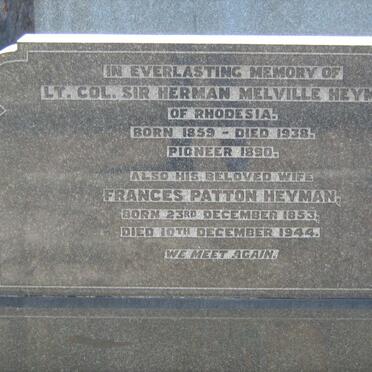 IN EVERLASTING MEMORY OF
LT. COL. SIR HERMAN MELVILLE HEYM
OF RHODESIA.
BORN 1859 – DIED 1938.
PIONEER 1890.
ALSO HIS BELOVED WIFE
FRANCES PATTON HEYMAN,
BORN 23RD DECEMBER 1853,
DIED 10TH DECEMBER 1944.
WE MEET AGAIN.